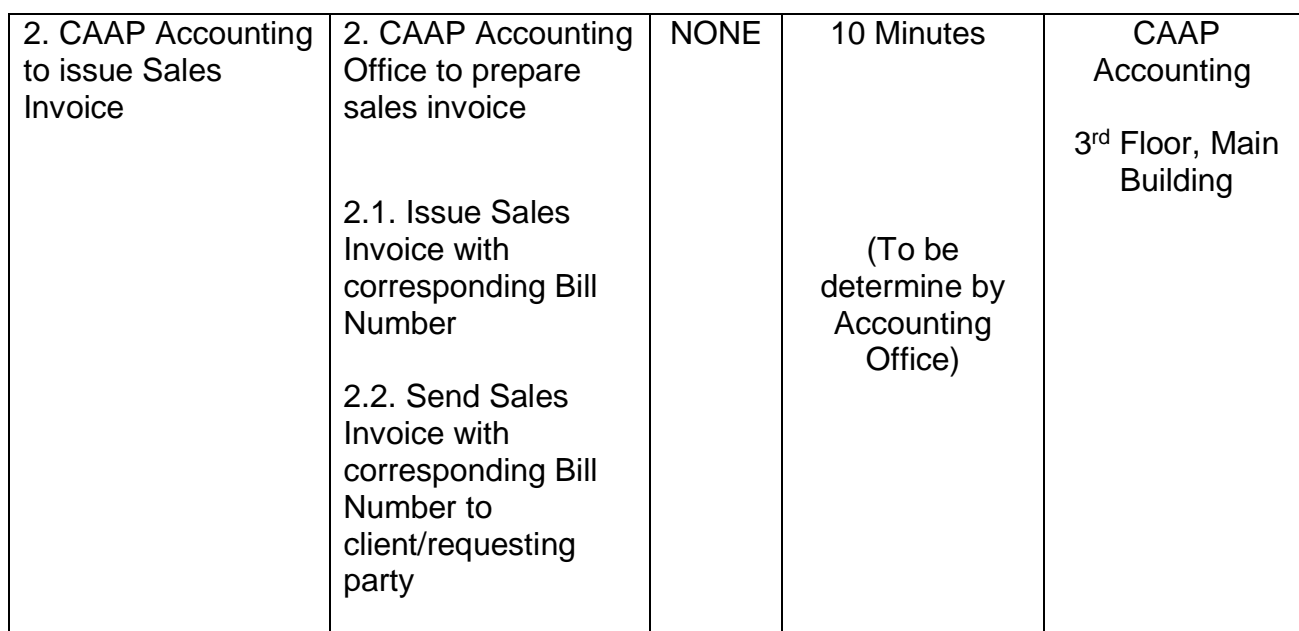 2. CAAP Accounting
to issue Sales
Invoice
2. CAAP Accounting
Office to prepare
sales invoice
2.1. Issue Sales
Invoice with
corresponding Bill
Number
2.2. Send Sales
Invoice with
corresponding Bill
Number to
client/requesting
party
NONE
10 Minutes
(To be
determine by
Accounting
Office)
CAAP
Accounting
3rd Floor, Main
Building